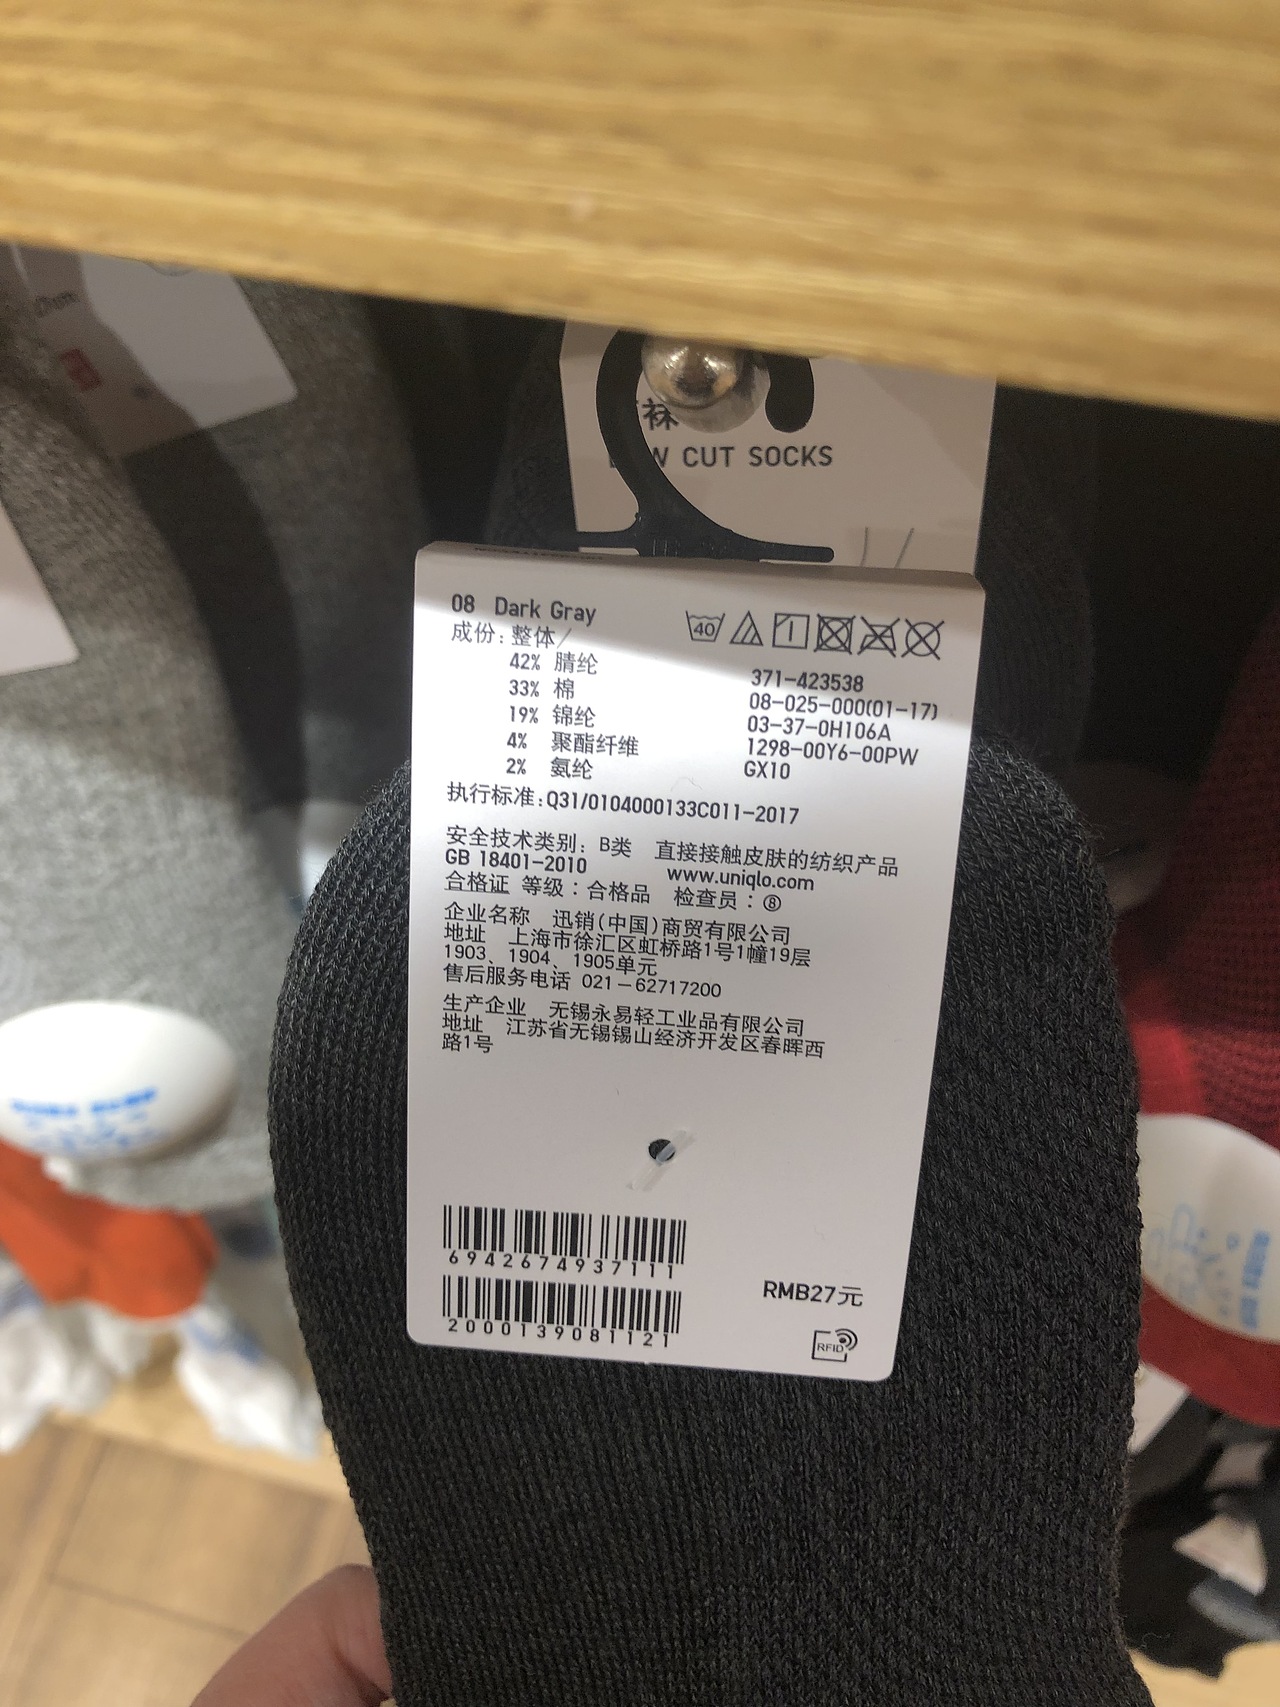 袜
W CUT SOCKS
08 Dark Gray
40
成份:整体/
42% 腈纶
33% 棉
19% 锦纶
4% 聚酯纤维
2% 氨纶
371-423538
08-025-000(01-17)
03-37-0H106A
1298-00Y6-00PW
GX10
执行标准:Q31/0104000133C011-2017
安全技术类别: B类 直接接触皮肤的纺织产品
GB 18401-2010 www.uniqlo.com
合格证 等级:合格品 检查员:⑧
企业名称 迅销(中国)商贸有限公司
地址 上海市徐汇区虹桥路1号1幢19层
1903、1904、1905单元
售后服务电话 021-62717200
生产企业 无锡永易轻工业品有限公司
地址 江苏省无锡锡山经济开发区春晖西
路1号
6942674937111
2000139081121
RMB27元
RFID